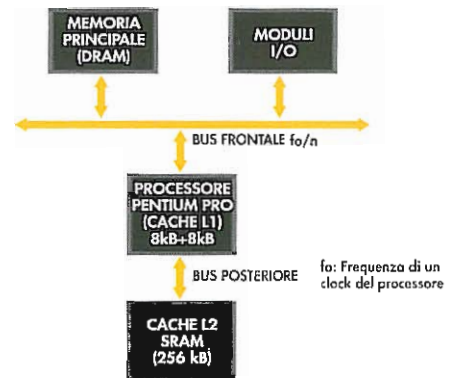 MEMORIA
PRINCIPALE
(DRAM)
MODULI
I/O
BUS FRONTALE fo/n
PROCESSORE
PENTIUM PRO
(CACHE L1)
8kB+8kB
BUS POSTERIORE
fo: Frequenza di un
clock del processore
CACHE L2
SRAM
(256 kB)